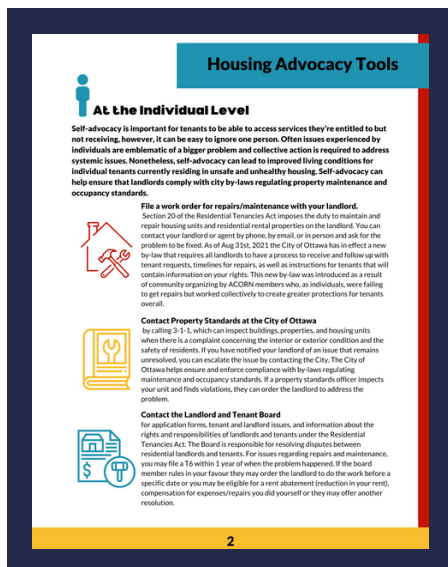 Housing Advocacy Tools
At the Individual Level
Self-advocacy is important for tenants to be able to access services they're entitled to but
not receiving, however, it can be easy to ignore one person. Often issues experienced by
individuals are emblematic of a bigger problem and collective action is required to address
systemic issues. Nonetheless, self-advocacy can lead to improved living conditions for
individual tenants currently residing in unsafe and unhealthy housing. Self-advocacy can
help ensure that landlords comply with city by-laws regulating property maintenance and
occupancy standards.
File a work order for repairs/maintenance with your landlord.
Section 20 of the Residential Tenancies Act imposes the duty to maintain and
repair housing units and residential rental properties on the landlord. You can
contact your landlord or agent by phone, by email, or in person and ask for the
problem to be fixed. As of Aug 31st, 2021 the City of Ottawa has in effect a new
by-law that requires all landlords to have a process to receive and follow up with
tenant requests, timelines for repairs, as well as instructions for tenants that will
contain information on your rights. This new by-law was introduced as a result
of community organizing by ACORN members who, as individuals, were failing
to get repairs but worked collectively to create greater protections for tenants
overall.
Contact Property Standards at the City of Ottawa
by calling 3-1-1, which can inspect buildings, properties, and housing units
when there is a complaint concerning the interior or exterior condition and the
safety of residents. If you have notified your landlord of an issue that remains
unresolved, you can escalate the issue by contacting the City. The City of
Ottawa helps ensure and enforce compliance with by-laws regulating
maintenance and occupancy standards. If a property standards officer inspects
your unit and finds violations, they can order the landlord to address the
problem.
Contact the Landlord and Tenant Board
for application forms, tenant and landlord issues, and information about the
rights and responsibilities of landlords and tenants under the Residential
Tenancies Act. The Board is responsible for resolving disputes between
residential landlords and tenants. For issues regarding repairs and maintenance,
you may file a T6 within 1 year of when the problem happened. If the board
member rules in your favour they may order the landlord to do the work before a
specific date or you may be eligible for a rent abatement (reduction in your rent),
compensation for expenses/repairs you did yourself or they may offer another
resolution.
$
2